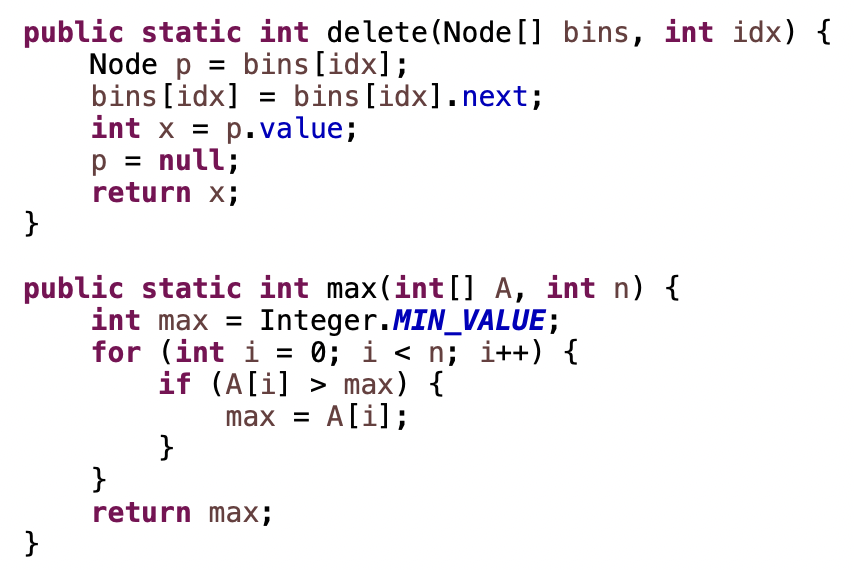 public static int delete(Node[] bins, int idx) {
    Node p = bins[idx];
    bins[idx] = bins[idx].next;
    int x = p.value;
    p = null;
    return x;
}

public static int max(int[] A, int n) {
    int max = Integer.MIN_VALUE;
    for (int i = 0; i < n; i++) {
        if (A[i] > max) {
            max = A[i];
        }
    }
    return max;
}